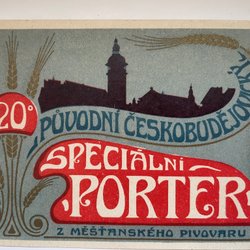 20°
PŮVODNÍ ČESKOBUDĚJOVICKÝ
SPECIÁLNÍ
PORTER
Z MĚŠŤANSKÉHO PIVOVARU